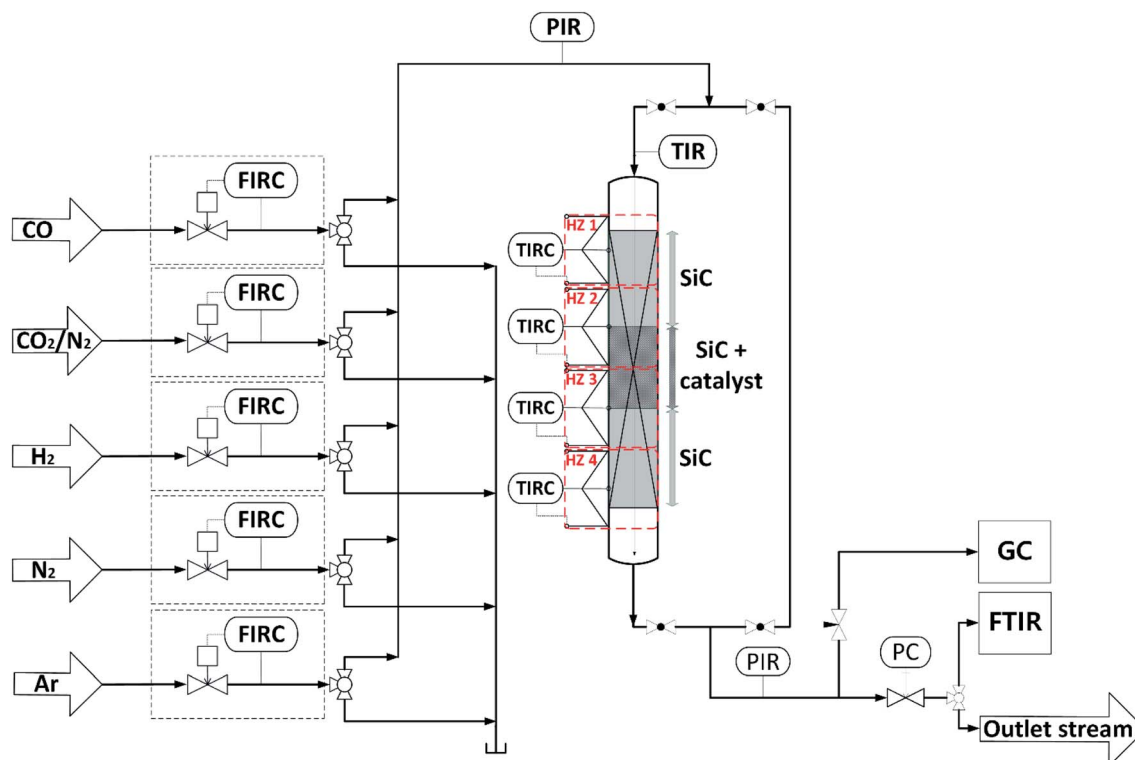 PIR
TIR
CO
FIRC
HZ 1
TIRC
SiC
CO₂/N₂
FIRC
HZ 2
TIRC
SiC +
catalyst
H₂
FIRC
HZ 3
TIRC
SiC
HZ 4
TIRC
N₂
FIRC
GC
FTIR
Ar
FIRC
PIR
PC
Outlet stream